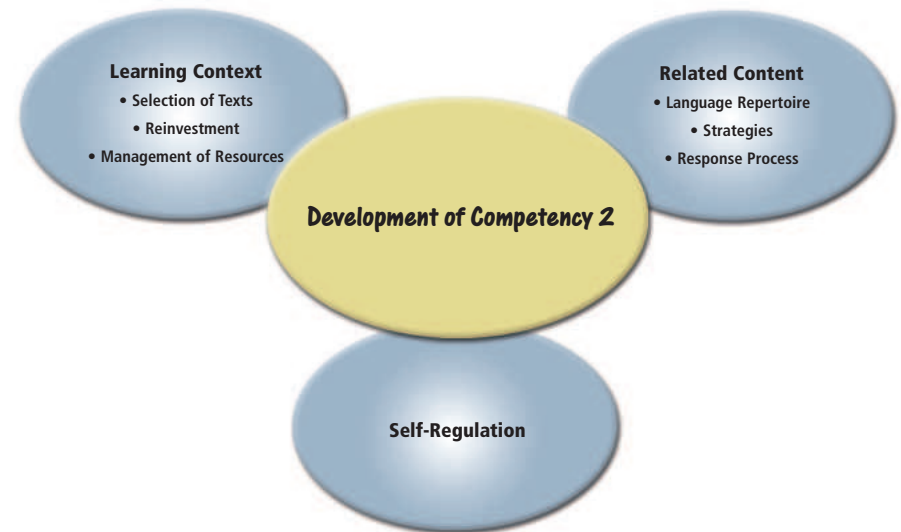 Learning Context
• Selection of Texts
• Reinvestment
• Management of Resources
Related Content
• Language Repertoire
• Strategies
• Response Process
Development of Competency 2
Self-Regulation